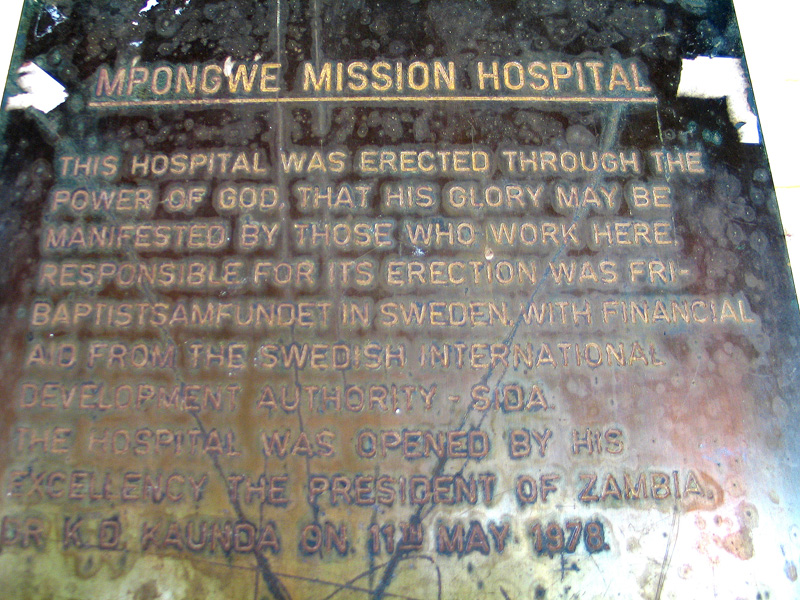 MPONGWE MISSION HOSPITAL
THIS HOSPITAL WAS ERECTED THROUGH THE
POWER OF GOD, THAT HIS GLORY MAY BE
MANIFESTED BY THOSE WHO WORK HERE.
RESPONSIBLE FOR ITS ERECTION WAS FRI-
BAPTISTSAMFUNDET IN SWEDEN, WITH FINANCIAL
AID FROM THE SWEDISH INTERNATIONAL
DEVELOPMENT AUTHORITY - SIDA.
THE HOSPITAL WAS OPENED BY HIS
EXCELLENCY THE PRESIDENT OF ZAMBIA,
DR K.D. KAUNDA ON 11TH MAY 1978.